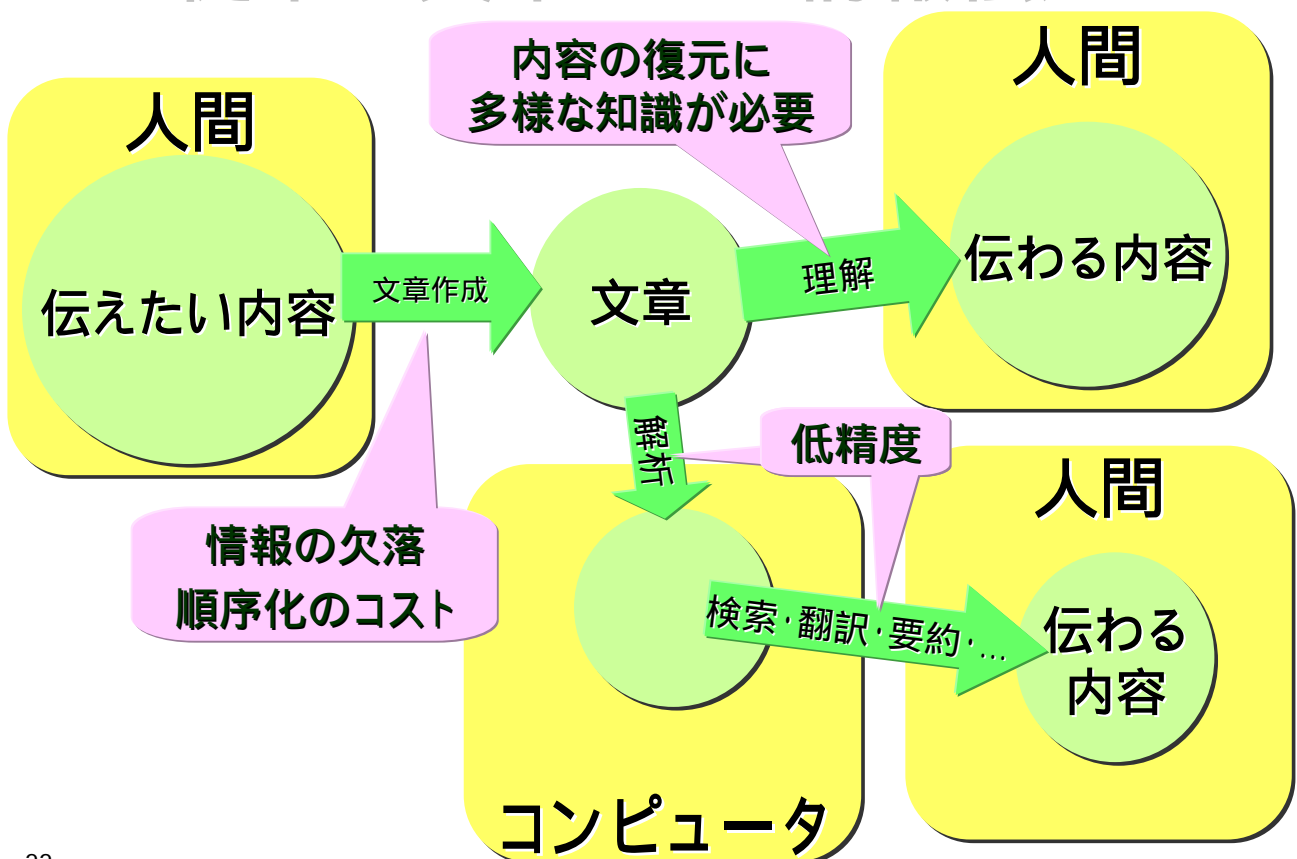 人間
伝えたい内容
文章作成
情報の欠落
順序化のコスト
文章
内容の復元に
多様な知識が必要
理解
人間
伝わる内容
解析
低精度
コンピュータ
検索・翻訳・要約・...
人間
伝わる
内容